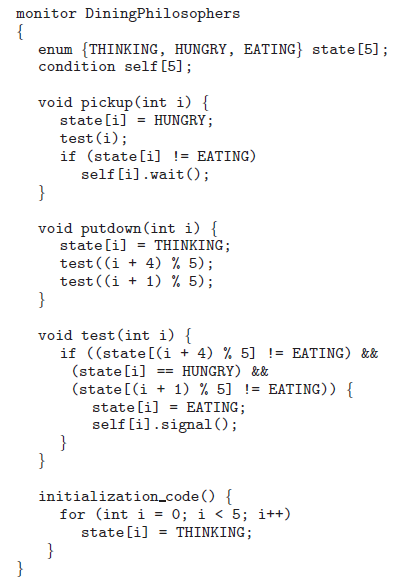 monitor DiningPhilosophers
{
enum {THINKING, HUNGRY, EATING} state[5];
condition self[5];
void pickup(int i) {
state[i] = HUNGRY;
test(i);
if (state[i] != EATING)
self[i].wait();
}
void putdown(int i) {
state[i] = THINKING;
test((i + 4) % 5);
test((i + 1) % 5);
}
void test(int i) {
if ((state[(i + 4) % 5] != EATING) &&
(state[i] == HUNGRY) &&
(state[(i + 1) % 5] != EATING)) {
state[i] = EATING;
self[i].signal();
}
}
initialization_code() {
for (int i = 0; i < 5; i++)
state[i] = THINKING;
}
}